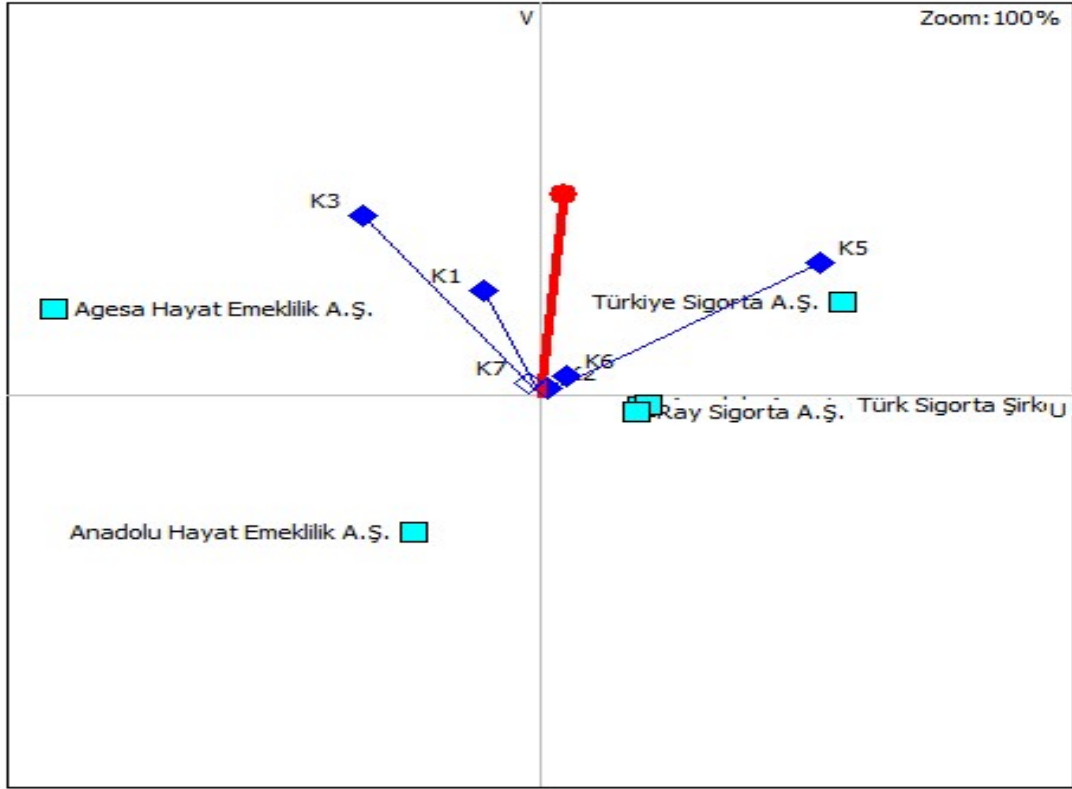 V
Zoom:100%
K3
K5
K1
Türkiye Sigorta A.Ş.
Agesa Hayat Emeklilik A.Ş.
K7
K6
Türk Sigorta
U
Ray Sigorta A.Ş.
Anadolu Hayat Emeklilik A.Ş.